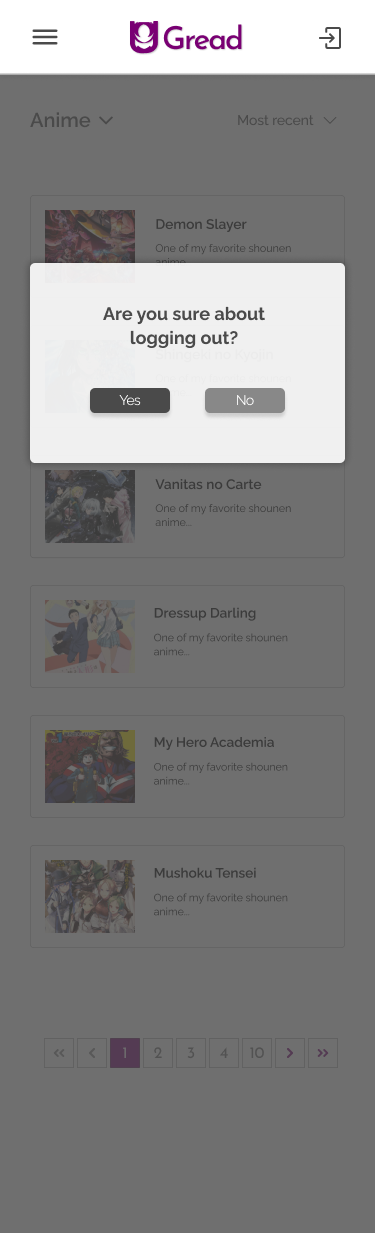 Gread
Anime
Most recent
Demon Slayer
One of my favorite shounen
anime...
Are you sure about
logging out?
Shingeki no Kyojin
Yes
No
Vanitas no Carte
One of my favorite shounen
anime...
Dressup Darling
One of my favorite shounen
anime...
My Hero Academia
One of my favorite shounen
anime...
Mushoku Tensei
One of my favorite shounen
anime...
<< < 1 2 3 4 10 > >>